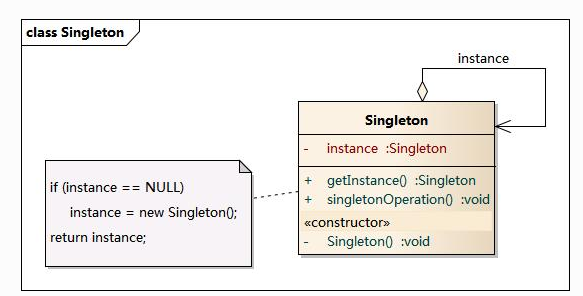 class Singleton
instance
Singleton
- instance :Singleton
+ getInstance() :Singleton
+ singletonOperation() :void
«constructor»
- Singleton() :void
if (instance == NULL)
instance = new Singleton();
return instance;